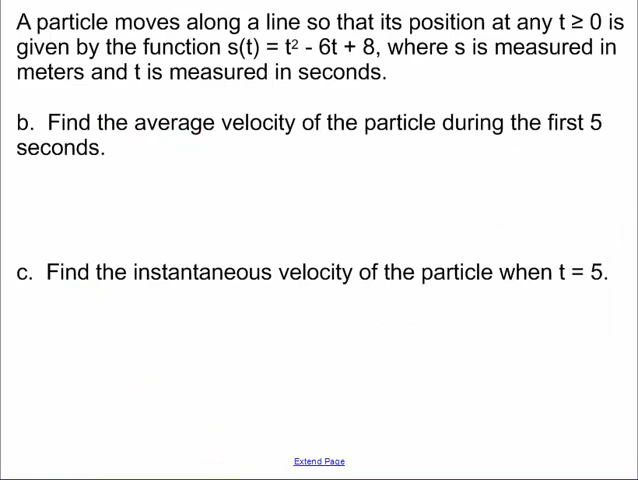 A particle moves along a line so that its position at any t ≥ 0 is
given by the function s(t) = t² - 6t + 8, where s is measured in
meters and t is measured in seconds.
b.  Find the average velocity of the particle during the first 5
seconds.
c.  Find the instantaneous velocity of the particle when t = 5.
Extend Page